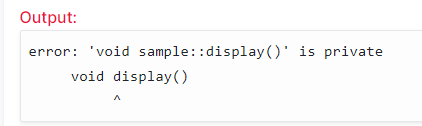 Output:
error: 'void sample::display()' is private
void display()
^